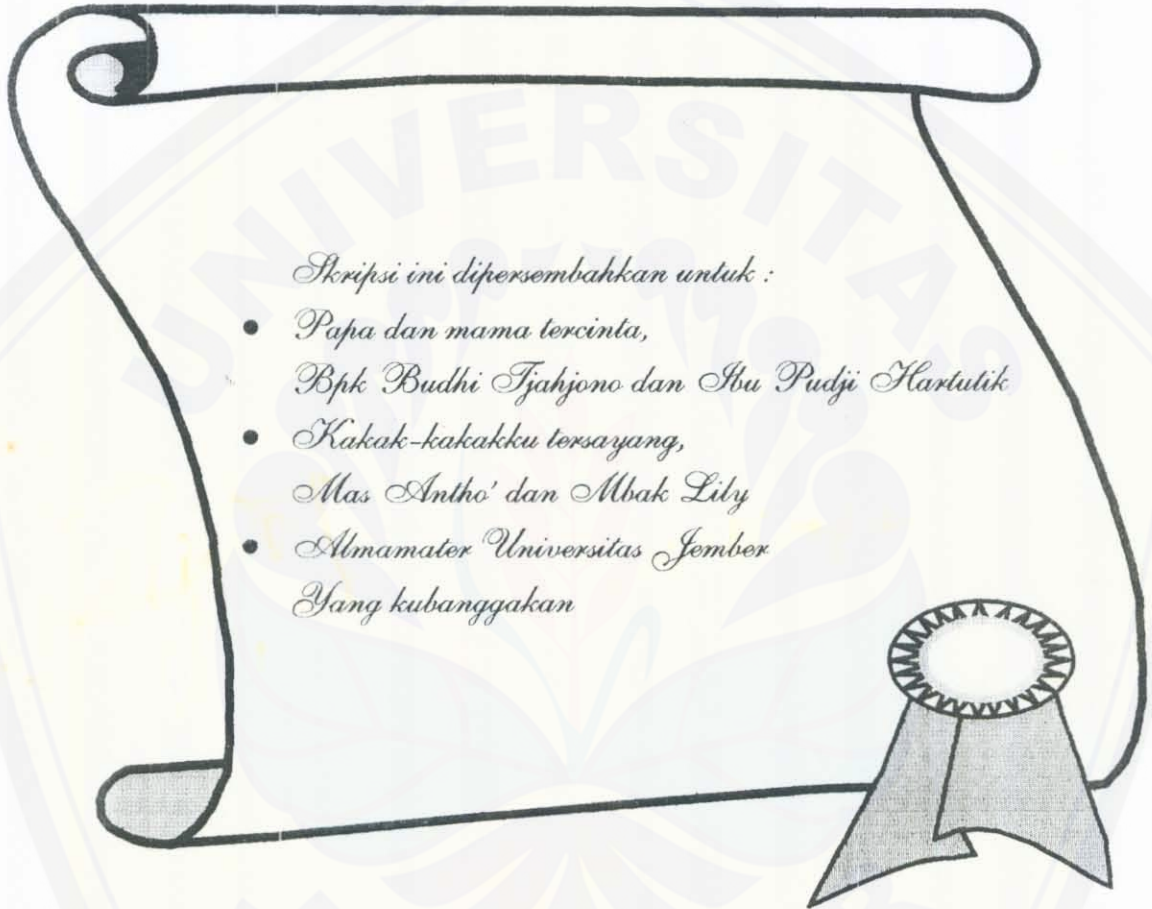 UNIVERSITAS
Skripsi ini dipersembahkan untuk :
• Papa dan mama tercinta,
Bpk Budhi Tjahjono dan Ibu Pudji Hartutik
• Kakak-kakakku tersayang,
Mas Antho' dan Mbak Lily
• Almamater Universitas Jember
Yang kubanggakan